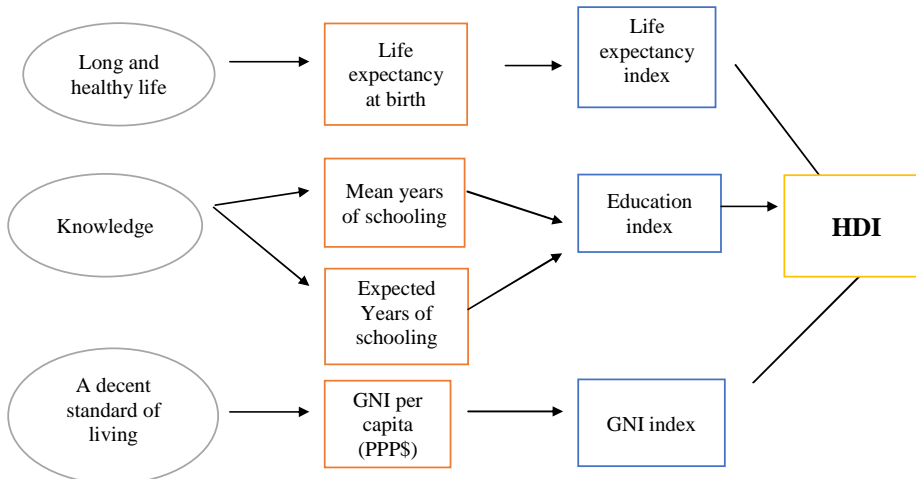 Long and
healthy life
Life
expectancy
at birth
Life
expectancy
index
Knowledge
Mean years
of schooling
Expected
Years of
schooling
Education
index
HDI
A decent
standard of
living
GNI per
capita
(PPP$)
GNI index